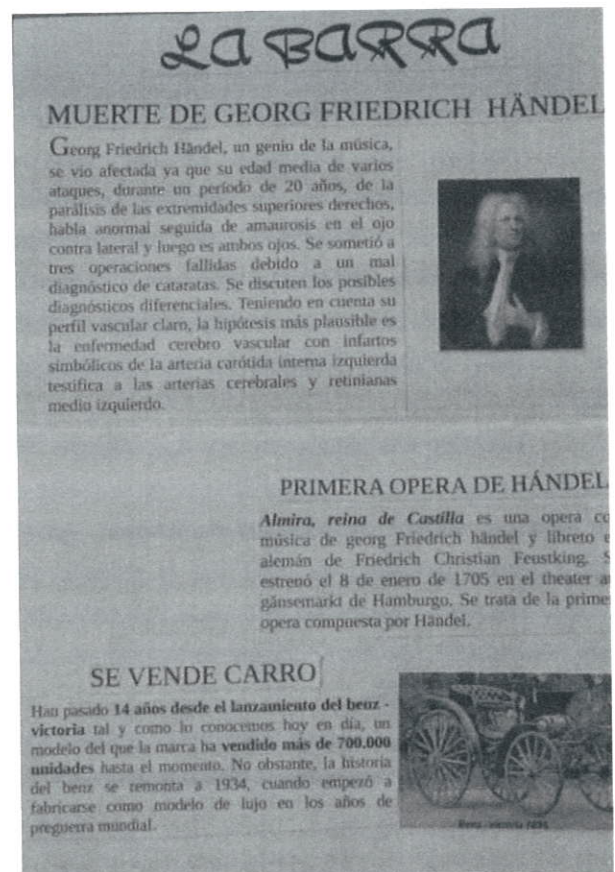 LA BARRA
MUERTE DE GEORG FRIEDRICH HÄNDEL
Georg Friedrich Händel, un genio de la música,
se vio afectada ya que su edad media de varios
ataques, durante un período de 20 años, de la
parálisis de las extremidades superiores derechos,
habla anormal seguida de amaurosis en el ojo
contra lateral y luego es ambos ojos. Se sometió a
tres operaciones fallidas debido a un mal
diagnóstico de cataratas. Se discuten los posibles
diagnósticos diferenciales. Teniendo en cuenta su
perfil vascular claro, la hipótesis más plausible es
la enfermedad cerebro vascular con infartos
simbólicos de la arteria carótida interna izquierda
testifica a las arterias cerebrales y retinianas
medio izquierdo.
PRIMERA OPERA DE HÁNDEL
Almira, reina de Castilla es una opera co
música de georg Friedrich händel y libreto e
alemán de Friedrich Christian Feustking. S
estrenó el 8 de enero de 1705 en el theater a
gänsemarkt de Hamburgo. Se trata de la prime
opera compuesta por Händel.
SE VENDE CARRO
Han pasado 14 años desde el lanzamiento del benz -
victoria tal y como lo conocemos hoy en día, un
modelo del que la marca ha vendido más de 700.000
unidades hasta el momento. No obstante, la historia
del benz se remonta a 1934, cuando empezó a
fabricarse como modelo de lujo en los años de
preguerra mundial.
Benz - victoria